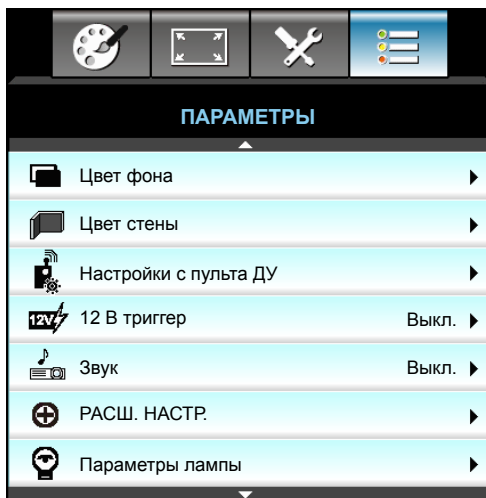 ПАРАМЕТРЫ
Цвет фона
Цвет стены
Настройки с пульта ДУ
12V
12 В триггер Выкл.
Звук Выкл.
РАСШ. НАСТР.
Параметры лампы